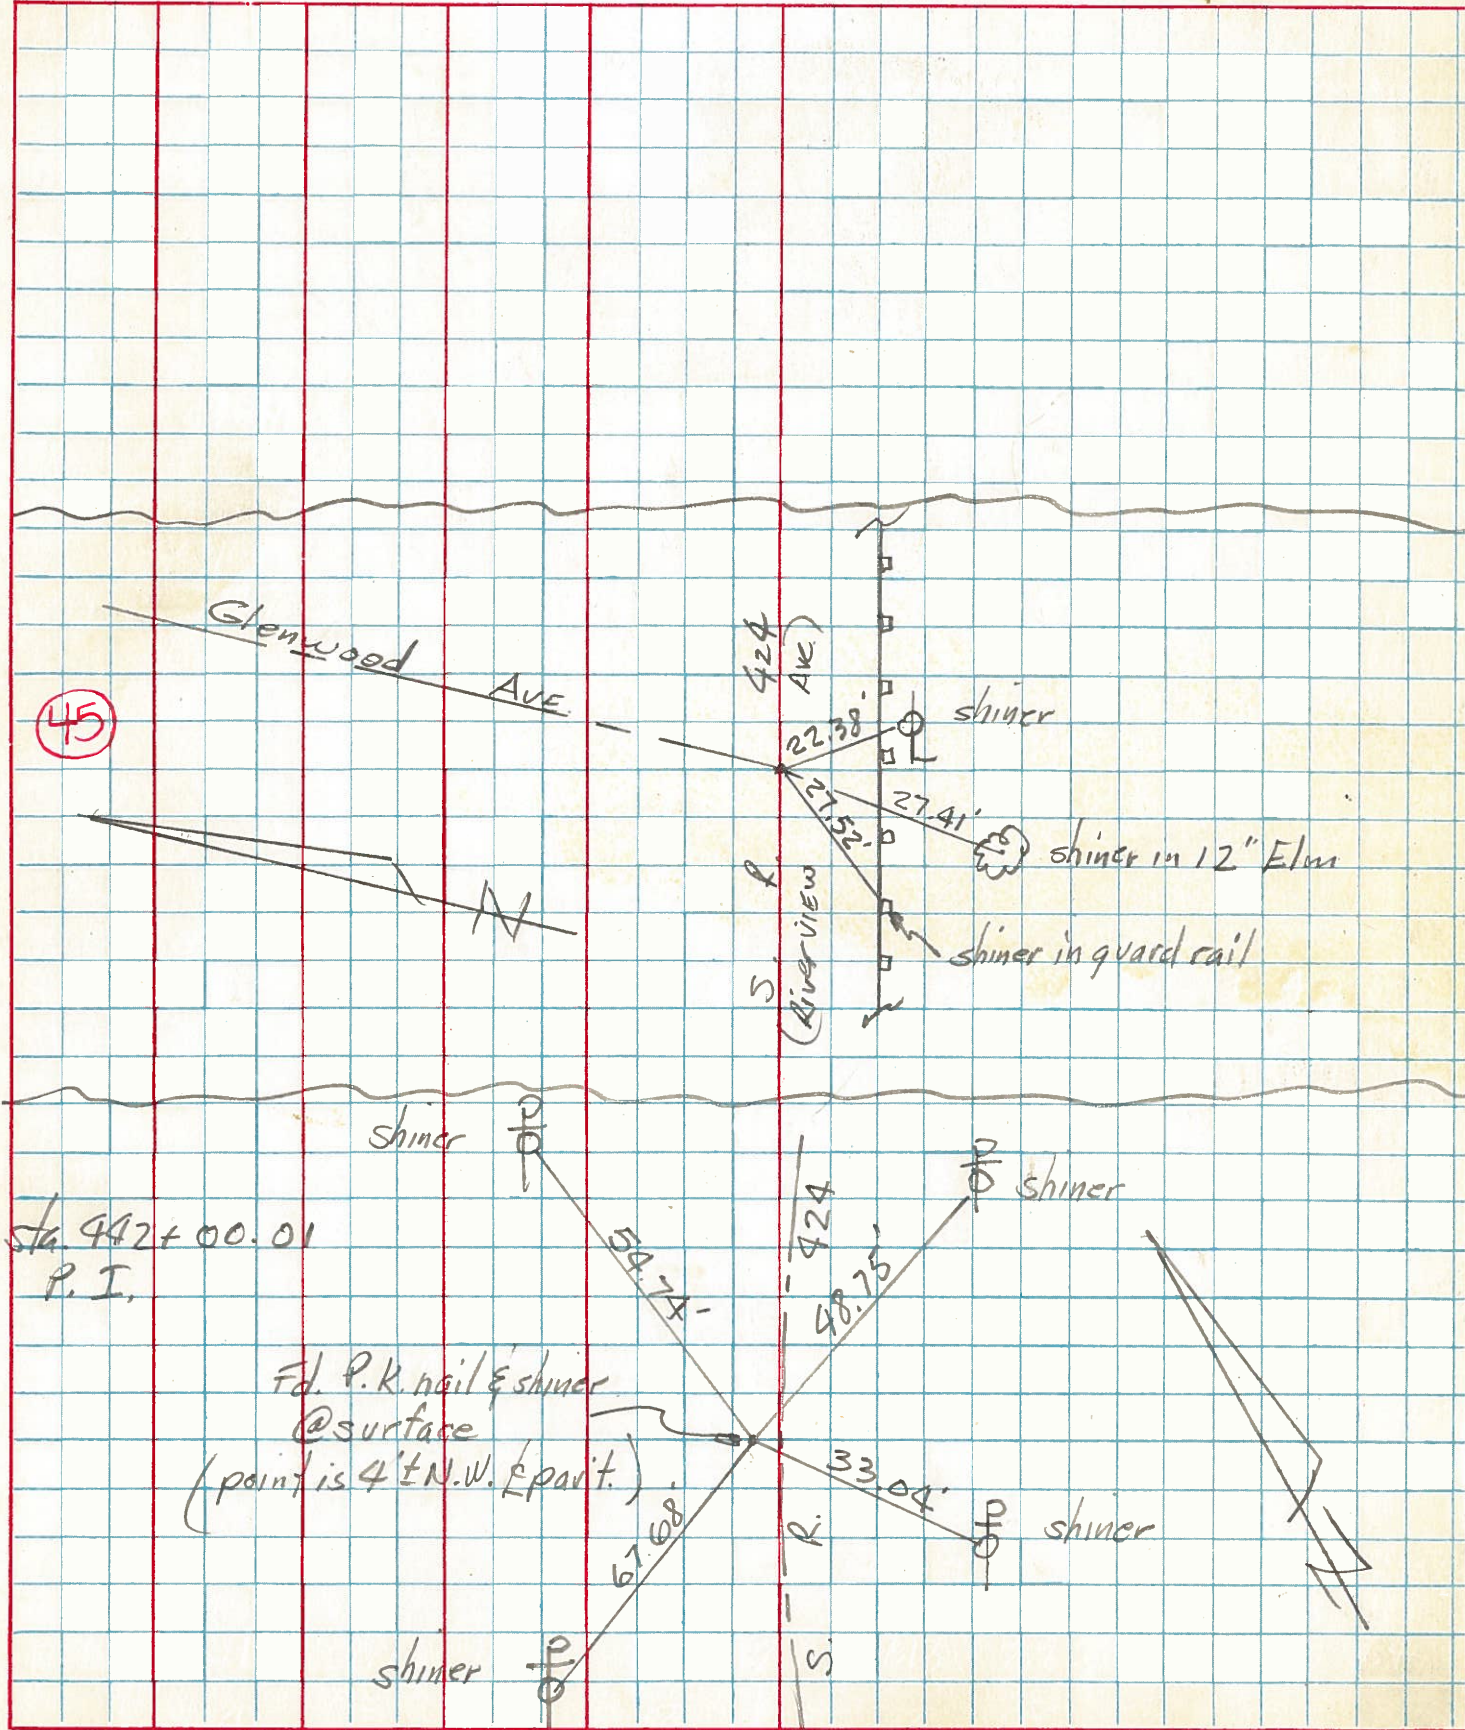 Glenwood Ave.
S. R. 424
(Riverview Ave.)
45
22.38'
shiner
27.41'
27.52'
shiner in 12" Elm
N
shiner in guard rail
shiner
shiner
sta. 442+00.01
P. I.
54.74'
48.75'
S. R. 424
Fd. P.K. nail & shiner
@ surface
(point is 4'± N.W. ℄ pav't.)
33.04'
shiner
67.68'
N
shiner